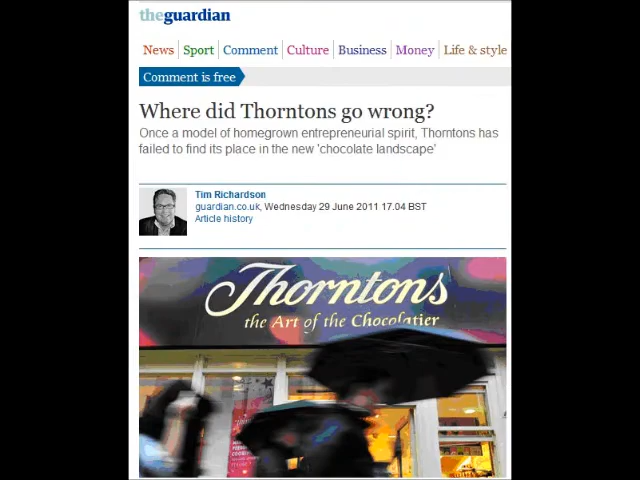 theguardian
News Sport Comment Culture Business Money Life & style
Comment is free
Where did Thorntons go wrong?
Once a model of homegrown entrepreneurial spirit, Thorntons has
failed to find its place in the new 'chocolate landscape'
Tim Richardson
guardian.co.uk, Wednesday 29 June 2011 17.04 BST
Article history
Thorntons
the Art of the Chocolatier